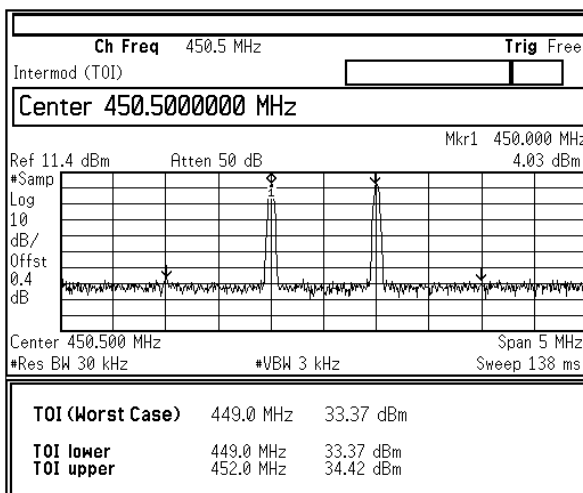 Ch Freq 450.5 MHz Trig Free
Intermod (TOI)
Center 450.5000000 MHz
Mkr1 450.000 MHz
Ref 11.4 dBm Atten 50 dB 4.03 dBm
#Samp
Log
10
dB/
Offst
0.4
dB
1
Center 450.500 MHz Span 5 MHz
#Res BW 30 kHz #VBW 3 kHz Sweep 138 ms
TOI (Worst Case) 449.0 MHz 33.37 dBm
TOI lower 449.0 MHz 33.37 dBm
TOI upper 452.0 MHz 34.42 dBm